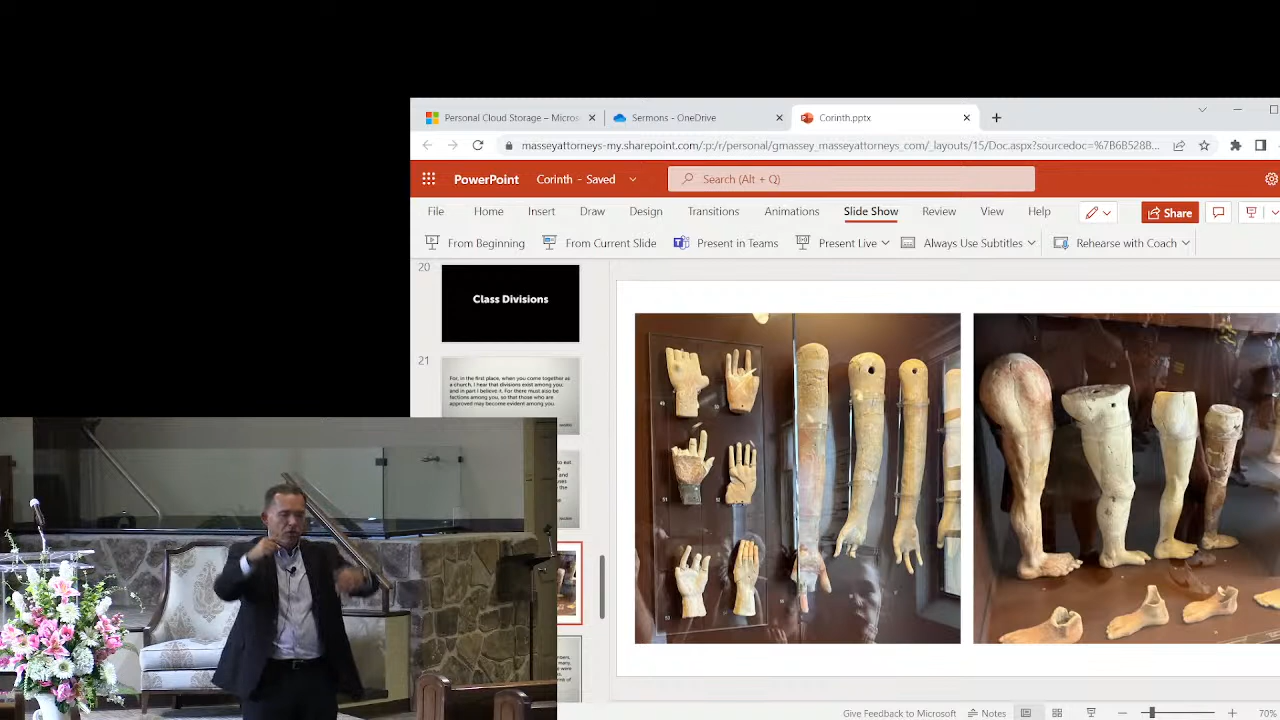 Personal Cloud Storage – Micros
Sermons - OneDrive
Corinth.pptx
masseyattorneys-my.sharepoint.com/:p:/r/personal/gmassey_masseyattorneys_com/_layouts/15/Doc.aspx?sourcedoc=%7B6B528B...
PowerPoint
Corinth - Saved
Search (Alt + Q)
File Home Insert Draw Design Transitions Animations Slide Show Review View Help
Share
From Beginning From Current Slide Present in Teams Present Live Always Use Subtitles Rehearse with Coach
20
Class Divisions
21
For, in the first place, when you come together as
a church, I hear that divisions exist among you,
and in part I believe it. For there must also be
factions among you, so that those who are
approved may become evident among you.
Give Feedback to Microsoft Notes 70%